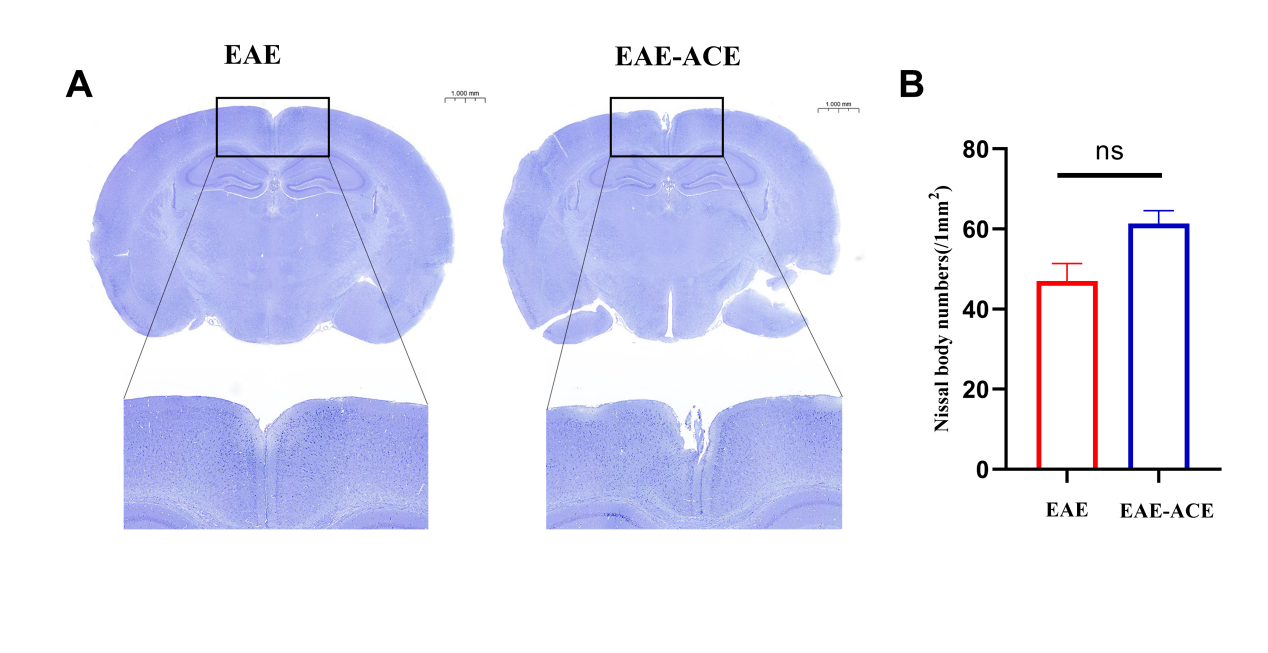 A
EAE
EAE-ACE
1.000 mm
1.000 mm
B
ns
Nissal body numbers(/1mm²)
80
60
40
20
0
EAE
EAE-ACE